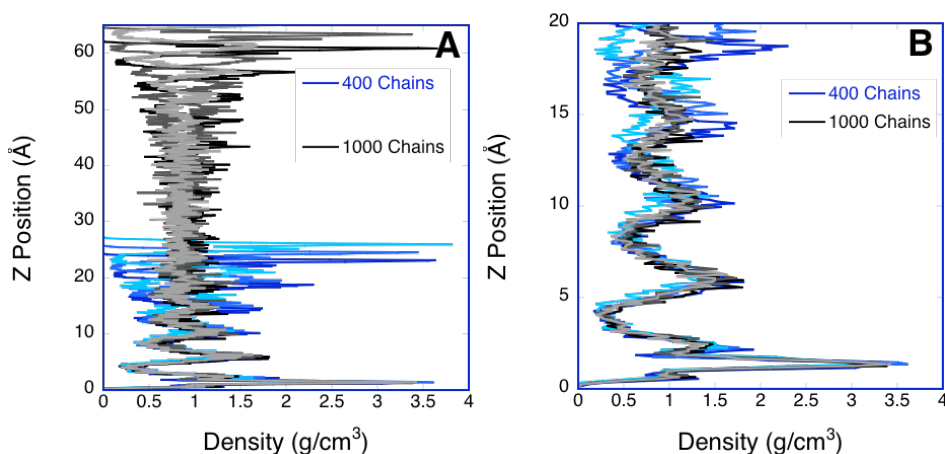 A
B
400 Chains
1000 Chains
400 Chains
1000 Chains
Z Position (Å)
Z Position (Å)
60
50
40
30
20
10
0
20
15
10
5
0
0 0.5 1 1.5 2 2.5 3 3.5 4
0 0.5 1 1.5 2 2.5 3 3.5 4
Density (g/cm³)
Density (g/cm³)